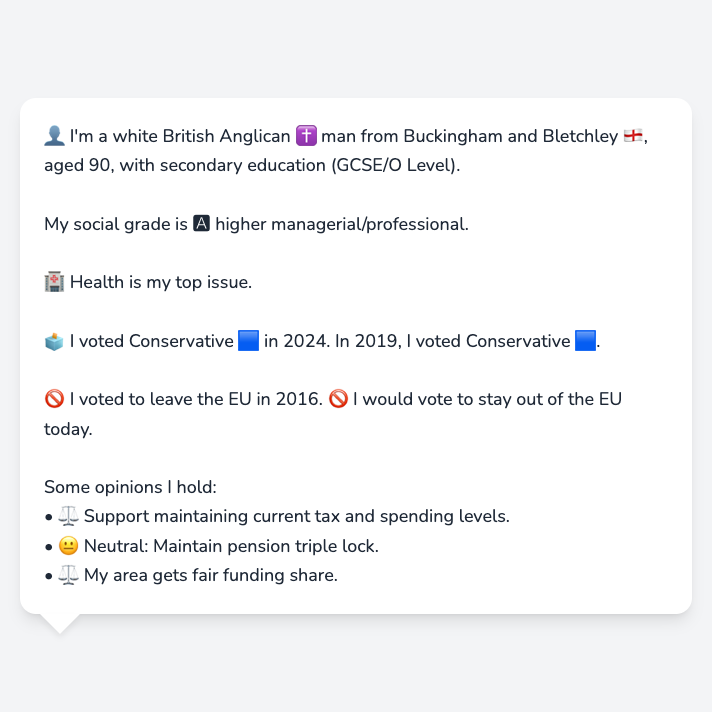 👤 I'm a white British Anglican ✝️ man from Buckingham and Bletchley 🏴󠁧󠁢󠁥󠁮󠁧󠁿,
aged 90, with secondary education (GCSE/O Level).
My social grade is 🅰️ higher managerial/professional.
🏥 Health is my top issue.
🗳️ I voted Conservative 🟦 in 2024. In 2019, I voted Conservative 🟦.
🚫 I voted to leave the EU in 2016. 🚫 I would vote to stay out of the EU
today.
Some opinions I hold:
• ⚖️ Support maintaining current tax and spending levels.
• 😐 Neutral: Maintain pension triple lock.
• ⚖️ My area gets fair funding share.